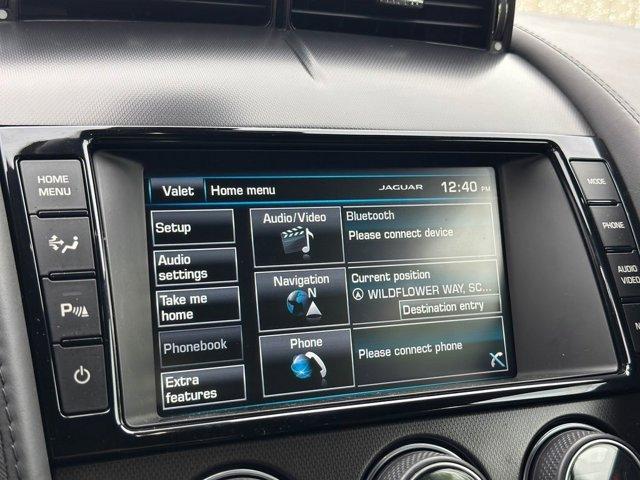 HOME
MENU
P
Valet
Home menu
JAGUAR
12:40 PM
Setup
Audio
settings
Take me
home
Phonebook
Extra
features
Audio/Video
Bluetooth
Please connect device
Navigation
N
Current position
WILDFLOWER WAY, SC...
Destination entry
Phone
Please connect phone
MODE
PHONE
AUDIO
VIDEO